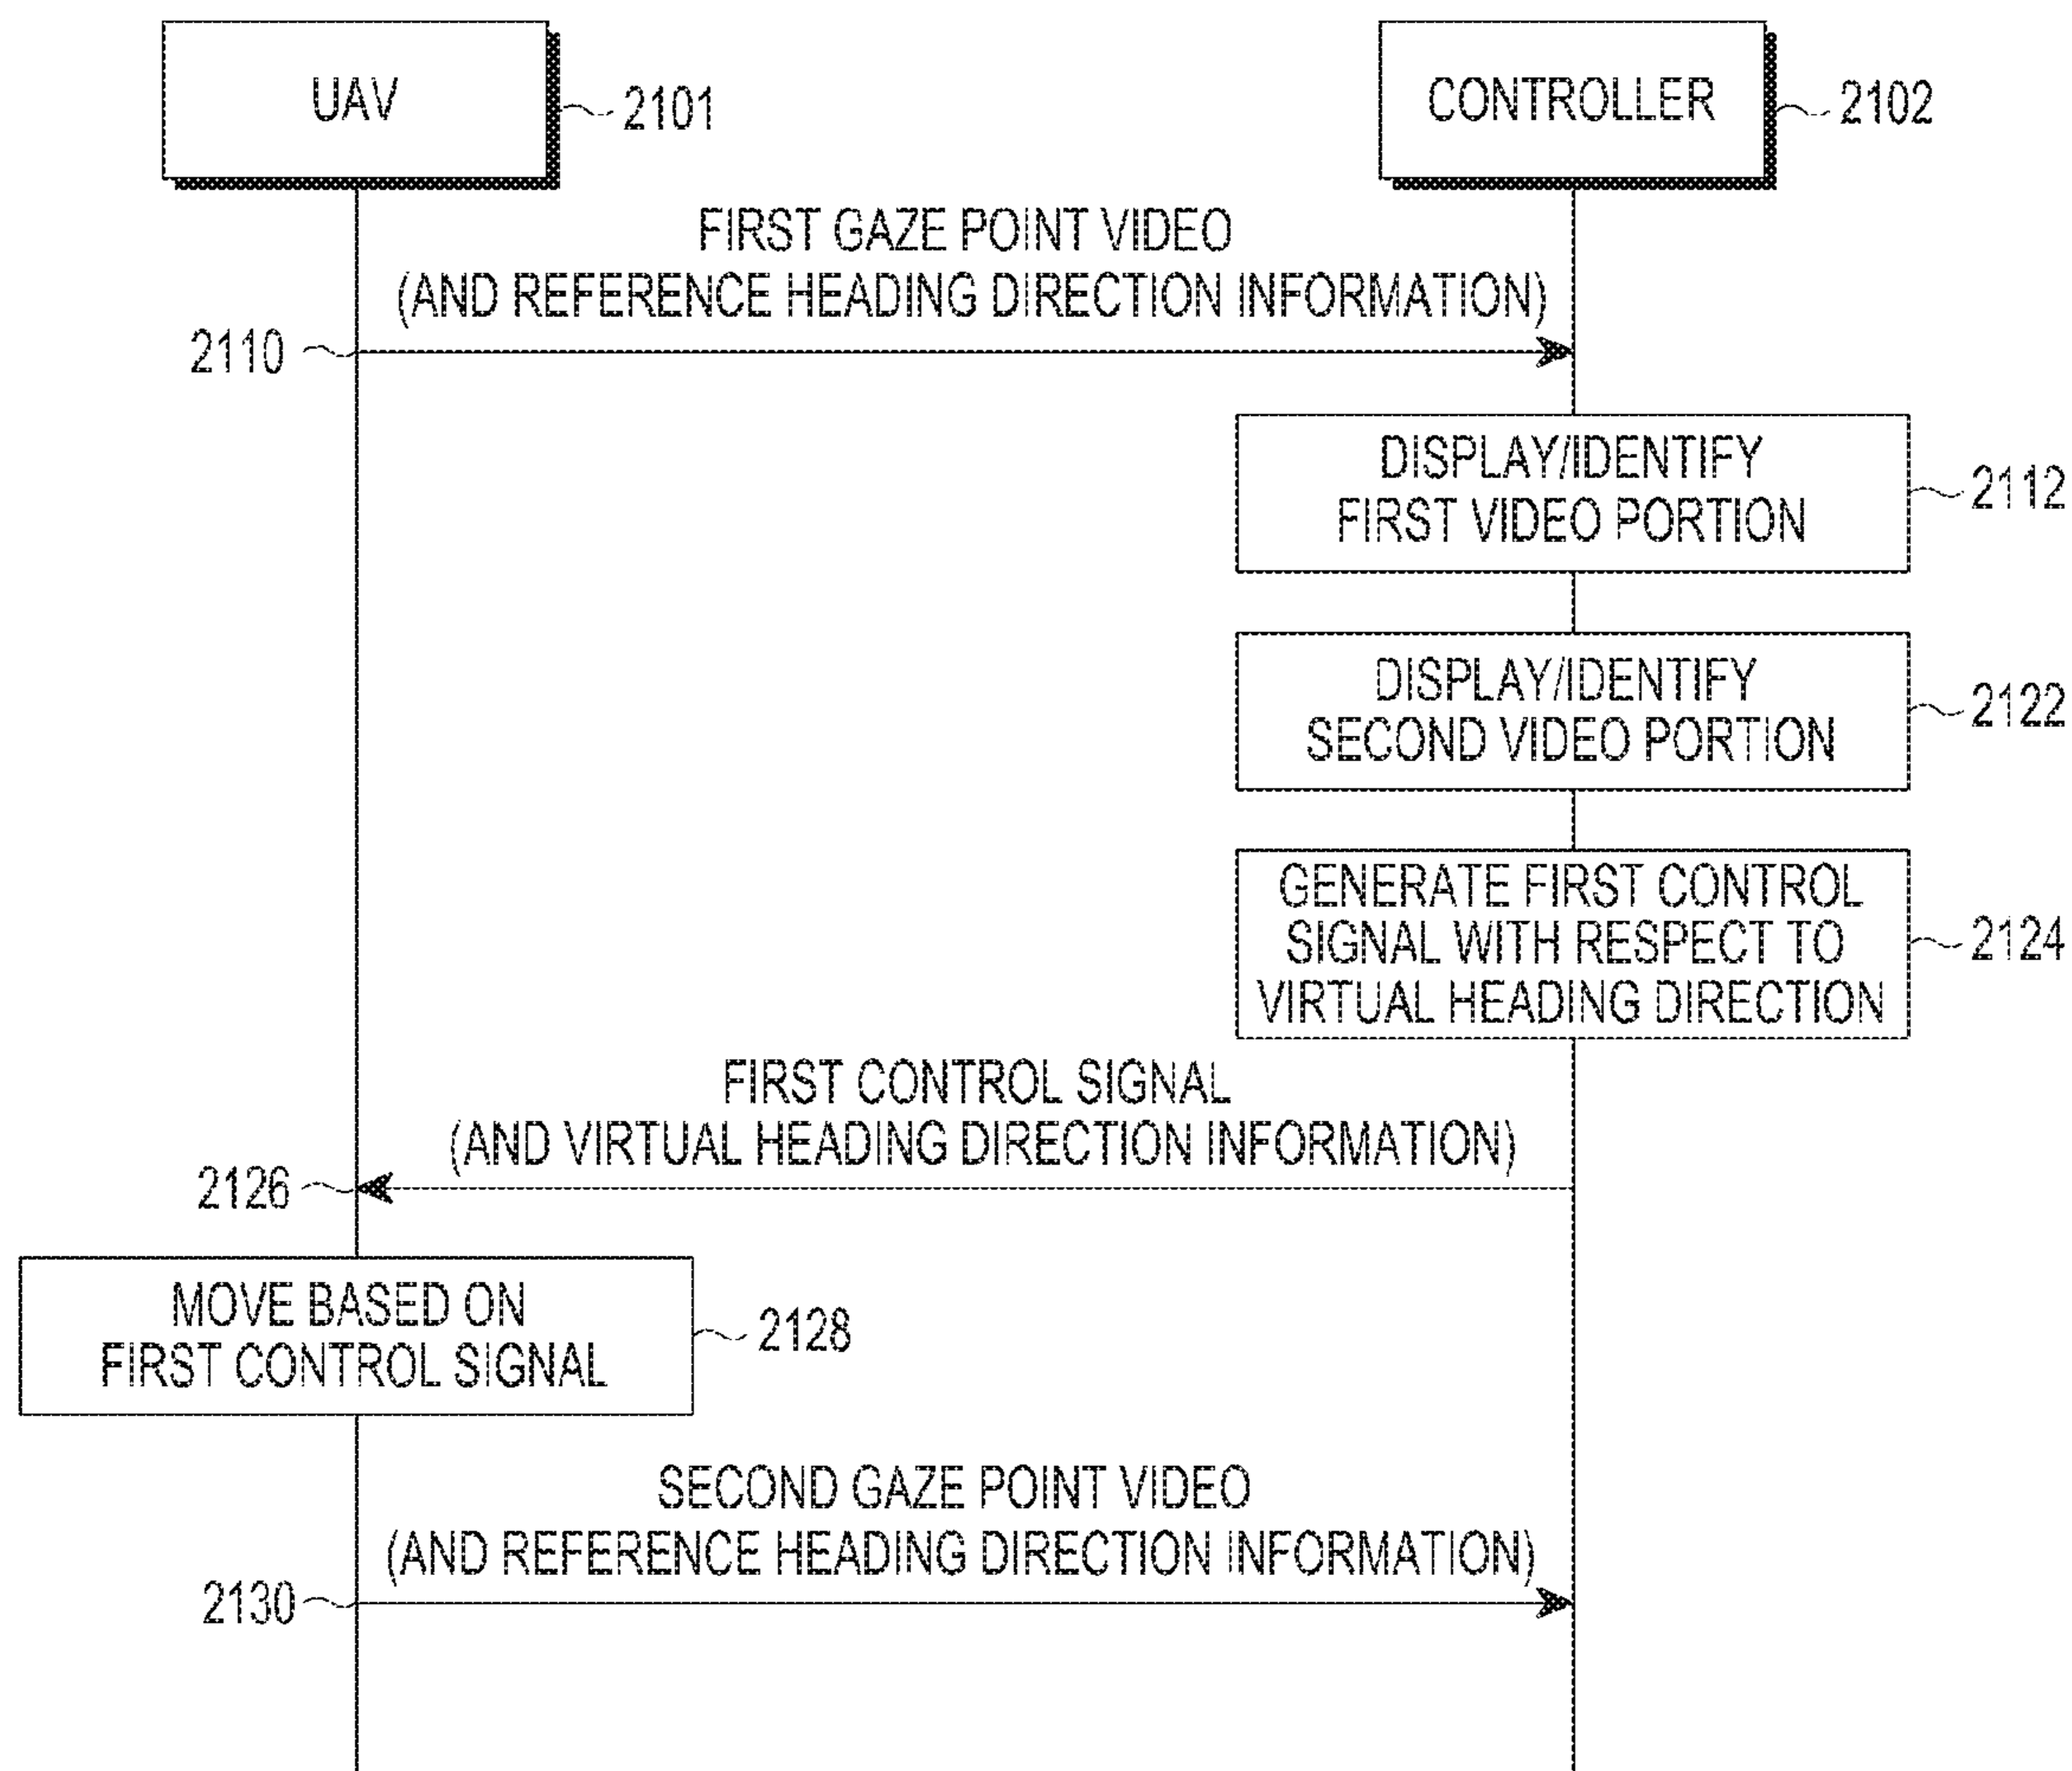 UAV
2101
CONTROLLER
2102
FIRST GAZE POINT VIDEO
(AND REFERENCE HEADING DIRECTION INFORMATION)
2110
DISPLAY/IDENTIFY
FIRST VIDEO PORTION
2112
DISPLAY/IDENTIFY
SECOND VIDEO PORTION
2122
GENERATE FIRST CONTROL
SIGNAL WITH RESPECT TO
VIRTUAL HEADING DIRECTION
2124
FIRST CONTROL SIGNAL
(AND VIRTUAL HEADING DIRECTION INFORMATION)
2126
MOVE BASED ON
FIRST CONTROL SIGNAL
2128
SECOND GAZE POINT VIDEO
(AND REFERENCE HEADING DIRECTION INFORMATION)
2130